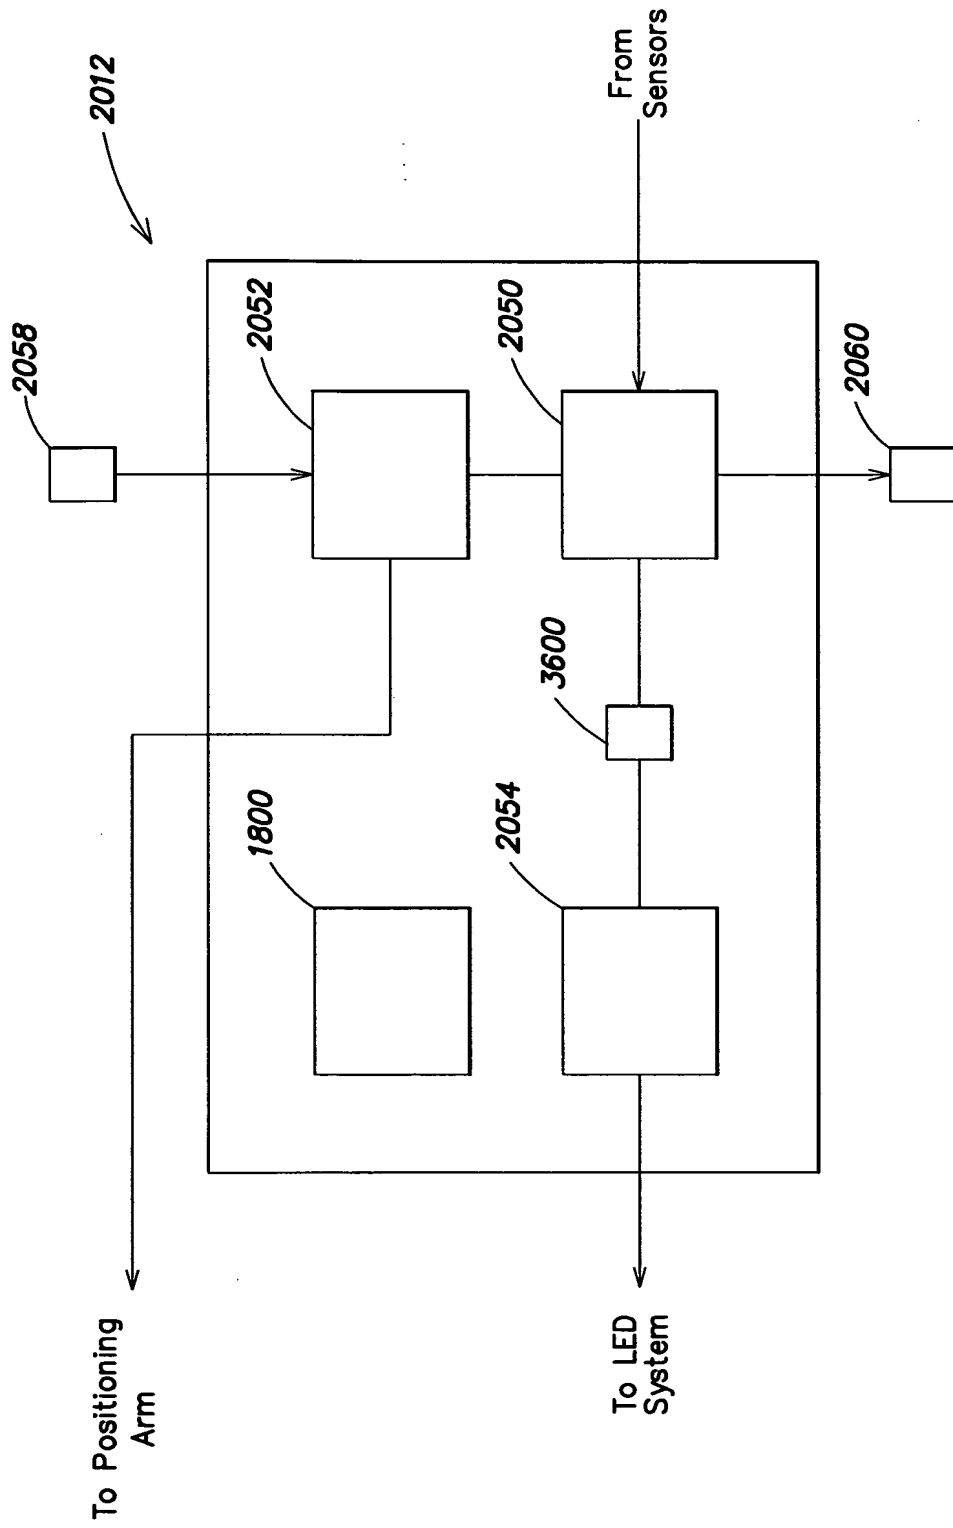 2058
To Positioning
Arm
2012
1800
2052
2054
2050
3600
To LED
System
From
Sensors
2060